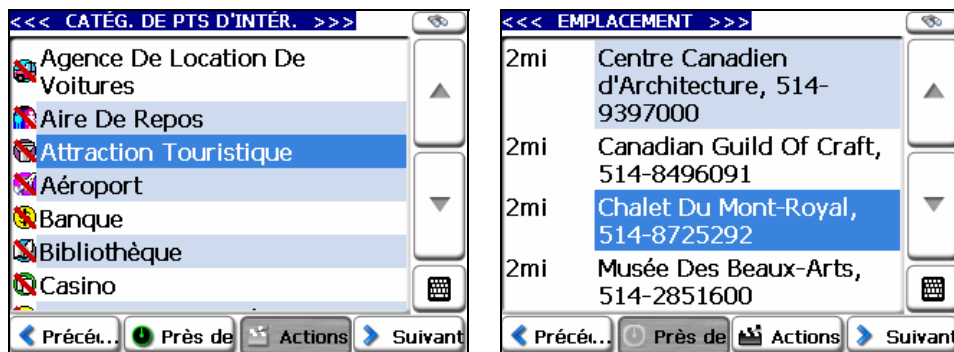 <<< CATÉG. DE PTS D'INTÉR. >>>
Agence De Location De
Voitures
Aire De Repos
Attraction Touristique
Aéroport
Banque
Bibliothèque
Casino
Précé... Près de Actions Suivant
<<< EMPLACEMENT >>>
2mi Centre Canadien
d'Architecture, 514-
9397000
2mi Canadian Guild Of Craft,
514-8496091
2mi Chalet Du Mont-Royal,
514-8725292
2mi Musée Des Beaux-Arts,
514-2851600
Précé... Près de Actions Suivant